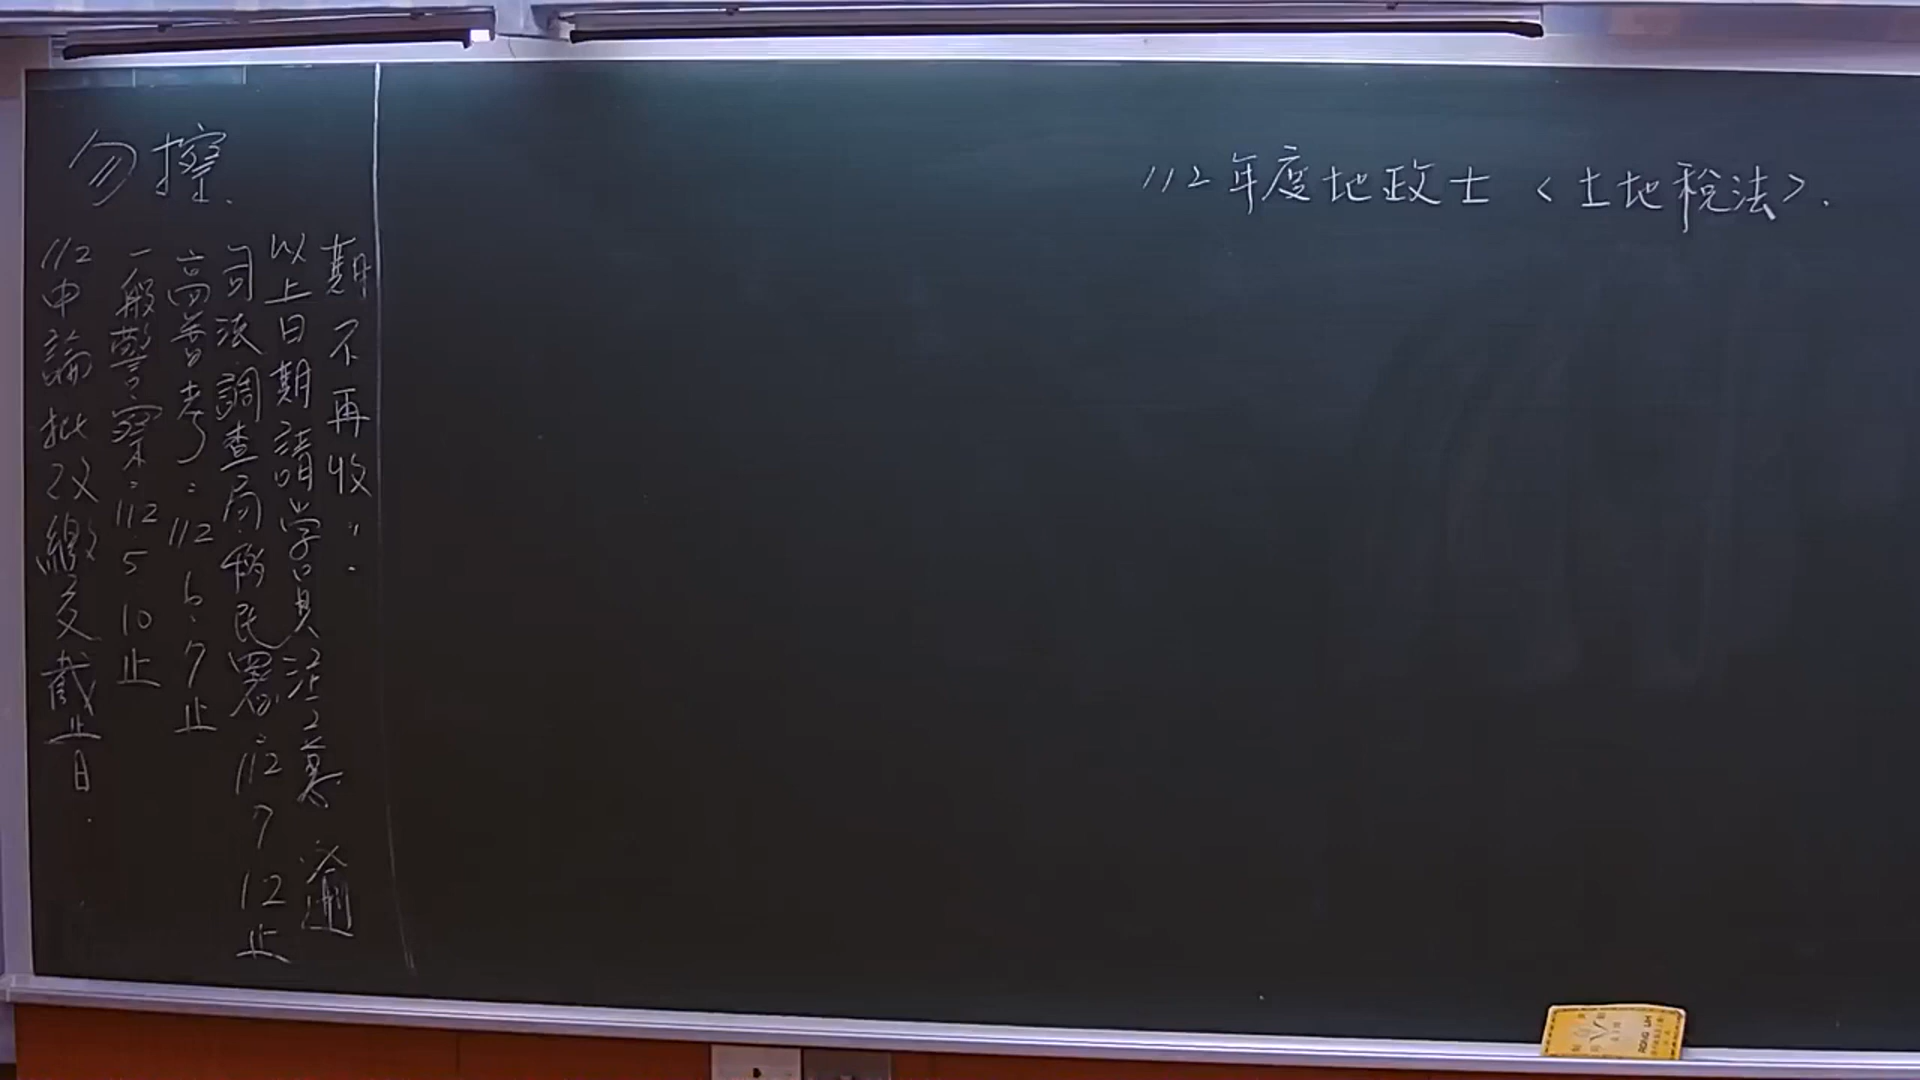 勿擦.
112申論批改繳交截止日.
一般警察:112.5 10止
高普考:112 6.7止
司法調查局.移民署:112 7 12止
以上日期請学員注意 逾
期不再收".
112年度地政士<土地稅法>.